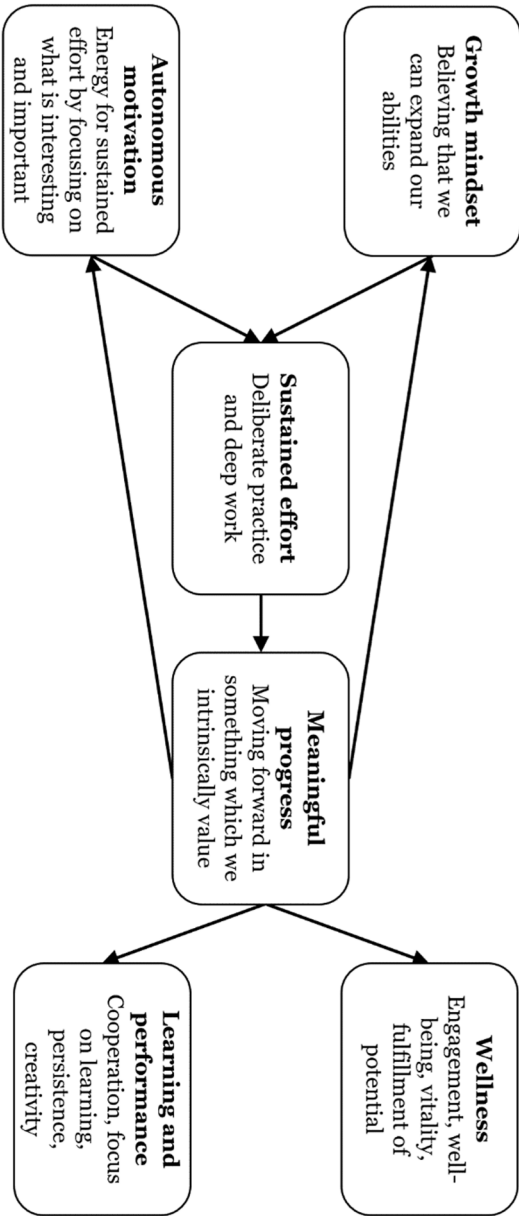 Growth mindset
Believing that we
can expand our
abilities
Autonomous
motivation
Energy for sustained
effort by focusing on
what is interesting
and important
Sustained effort
Deliberate practice
and deep work
Meaningful
progress
Moving forward in
something which we
intrinsically value
Wellness
Engagement, well-
being, vitality,
fulfillment of
potential
Learning and
performance
Cooperation, focus
on learning,
persistence,
creativity